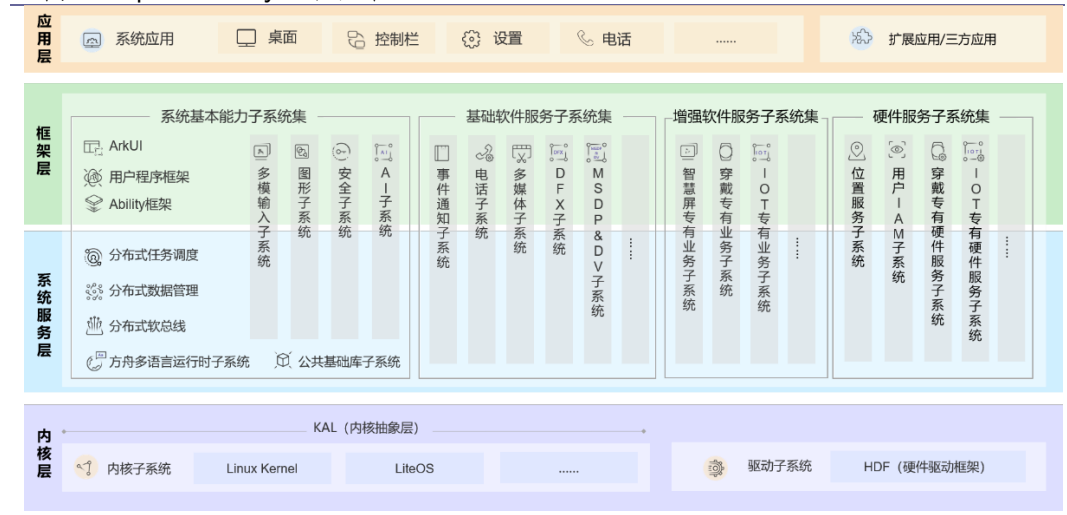 应用层
系统应用
桌面
控制栏
设置
电话
......
扩展应用/三方应用
框架层
系统基本能力子系统集
ArkUI
用户程序框架
Ability框架
多模输入子系统
图形子系统
安全子系统
AI子系统
基础软件服务子系统集
事件通知子系统
电话子系统
多媒体子系统
DFX子系统
MSDP&DV子系统
......
增强软件服务子系统集
智慧屏专有业务子系统
穿戴专有业务子系统
IOT专有业务子系统
......
硬件服务子系统集
位置服务子系统
用户IAM子系统
穿戴专有硬件服务子系统
IOT专有硬件服务子系统
......
系统服务层
分布式任务调度
分布式数据管理
分布式软总线
方舟多语言运行时子系统
公共基础库子系统
内核层
KAL（内核抽象层）
内核子系统
Linux Kernel
LiteOS
......
驱动子系统
HDF（硬件驱动框架）